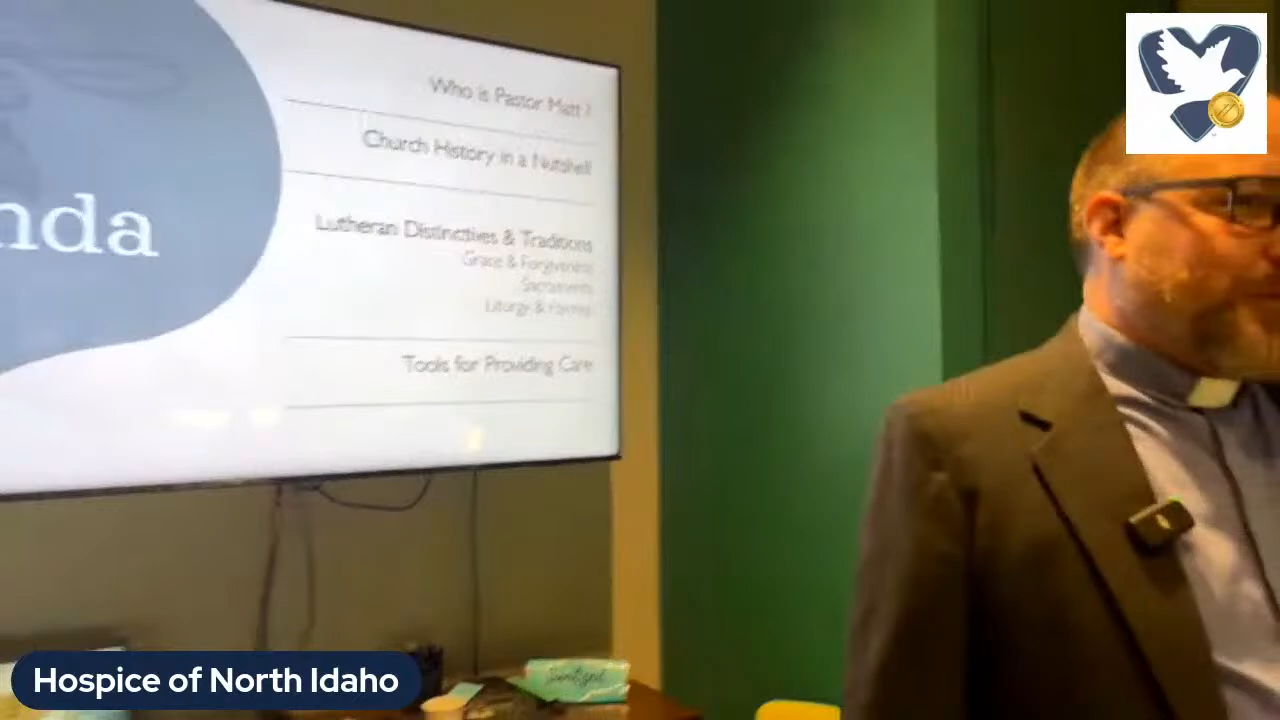 nda
Who is Pastor Matt ?
Church History in a Nutshell
Lutheran Distinctives & Traditions
Grace & Forgiveness
Sacraments
Liturgy & Forms
Tools for Providing Care
Hospice of North Idaho